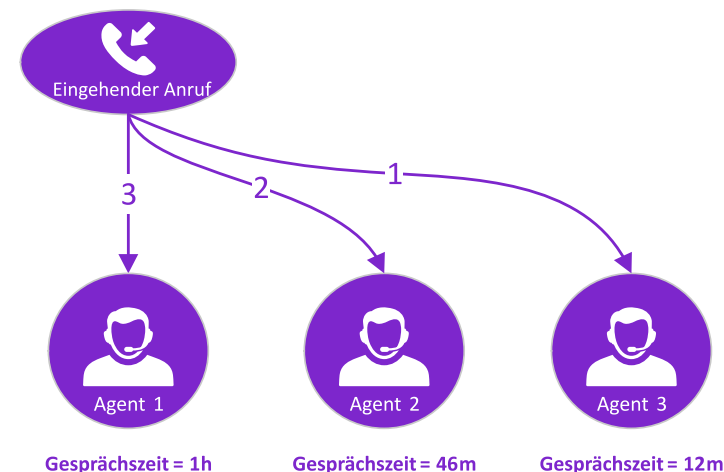 Eingehender Anruf
3
2
1
Agent 1
Agent 2
Agent 3
Gesprächszeit = 1h
Gesprächszeit = 46m
Gesprächszeit = 12m